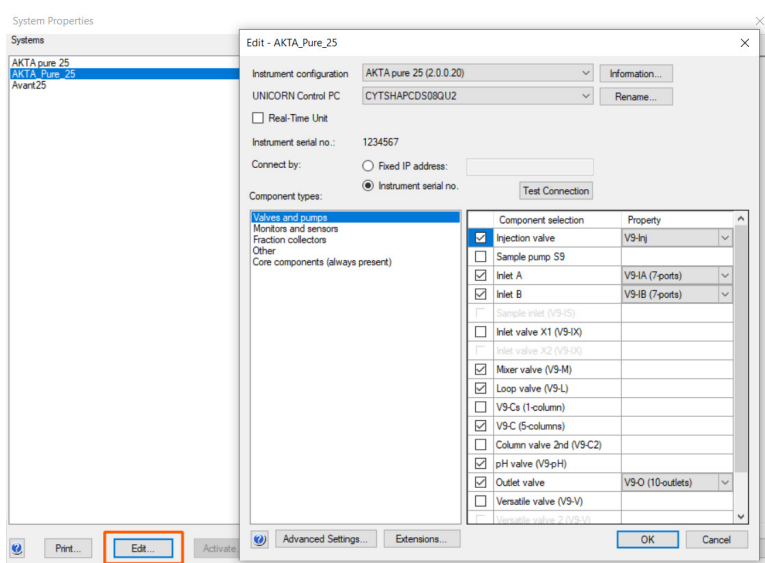 System Properties
Systems
AKTA pure 25
AKTA_Pure_25
Avant25
Print...
Edit...
Activate
Edit - AKTA_Pure_25
Instrument configuration AKTA pure 25 (2.0.0.20) Information...
UNICORN Control PC CYTSHAPCDS08QU2 Rename...
Real-Time Unit
Instrument serial no.: 1234567
Connect by: Fixed IP address:
Instrument serial no. Test Connection
Component types:
Valves and pumps
Monitors and sensors
Fraction collectors
Other
Core components (always present)
Component selection Property
Injection valve V9-Inj
Sample pump S9
Inlet A V9-IA (7-ports)
Inlet B V9-IB (7-ports)
Sample inlet (V9-IS)
Inlet valve X1 (V9-IX)
Inlet valve X2 (V9-IX)
Mixer valve (V9-M)
Loop valve (V9-L)
V9-Cs (1-column)
V9-C (5-columns)
Column valve 2nd (V9-C2)
pH valve (V9-pH)
Outlet valve V9-O (10-outlets)
Versatile valve (V9-V)
Versatile valve 2 (V9-V)
Advanced Settings... Extensions... OK Cancel